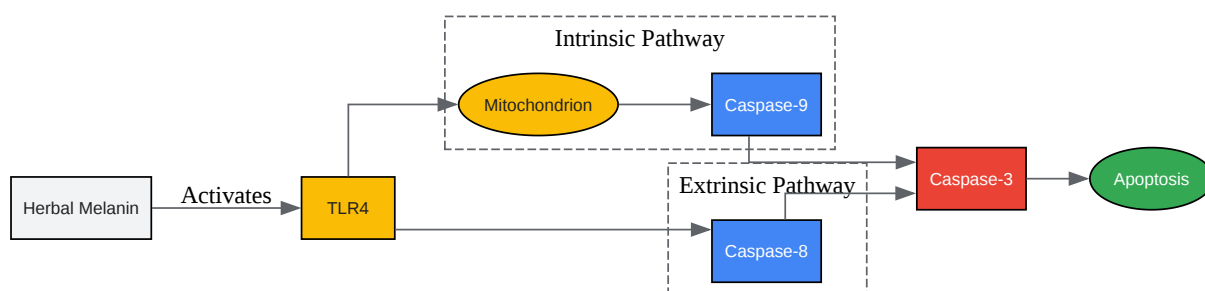 Intrinsic Pathway
Mitochondrion
Caspase-9
Herbal Melanin
Activates
TLR4
Extrinsic Pathway
Caspase-8
Caspase-3
Apoptosis